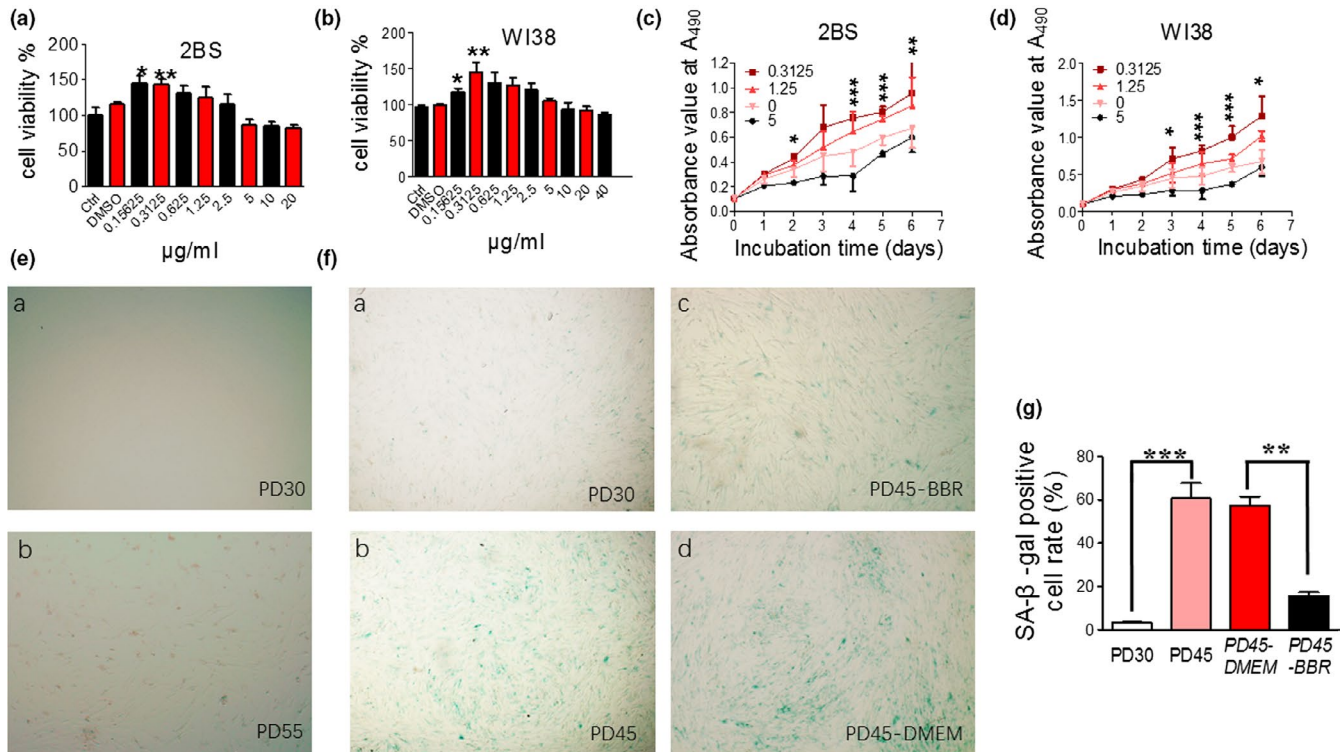 (a)
2BS
cell viability %
200
150
100
50
0
* **
Ctrl
DMSO
0.15625
0.3125
0.625
1.25
2.5
5
10
20
µg/ml
(b)
WI38
cell viability %
200
150
100
50
0
* **
Ctrl
DMSO
0.15625
0.3125
0.625
1.25
2.5
5
10
20
40
µg/ml
(c)
2BS
Absorbance value at A490
1.2
1.0
0.8
0.6
0.4
0.2
0.0
0.3125
1.25
0
5
* *** *** **
0 1 2 3 4 5 6 7
Incubation time (days)
(d)
WI38
Absorbance value at A490
2.0
1.5
1.0
0.5
0.0
0.3125
1.25
0
5
* *** *** *
0 1 2 3 4 5 6 7
Incubation time (days)
(e)
a
PD30
b
PD55
(f)
a
PD30
c
PD45-BBR
b
PD45
d
PD45-DMEM
(g)
SA-β -gal positive
cell rate (%)
80
60
40
20
0
*** **
PD30
PD45
PD45-
DMEM
PD45
-BBR